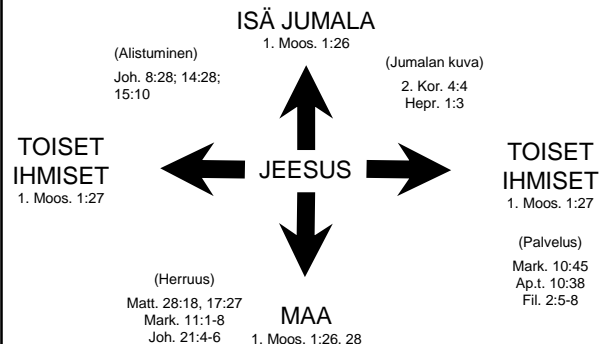 ISÄ JUMALA
1. Moos. 1:26
(Alistuminen)
Joh. 8:28; 14:28;
15:10
(Jumalan kuva)
2. Kor. 4:4
Hepr. 1:3
TOISET
IHMISET
1. Moos. 1:27
JEESUS
TOISET
IHMISET
1. Moos. 1:27
(Palvelus)
Mark. 10:45
Ap.t. 10:38
Fil. 2:5-8
(Herruus)
Matt. 28:18, 17:27
Mark. 11:1-8
Joh. 21:4-6
MAA
1. Moos. 1:26, 28